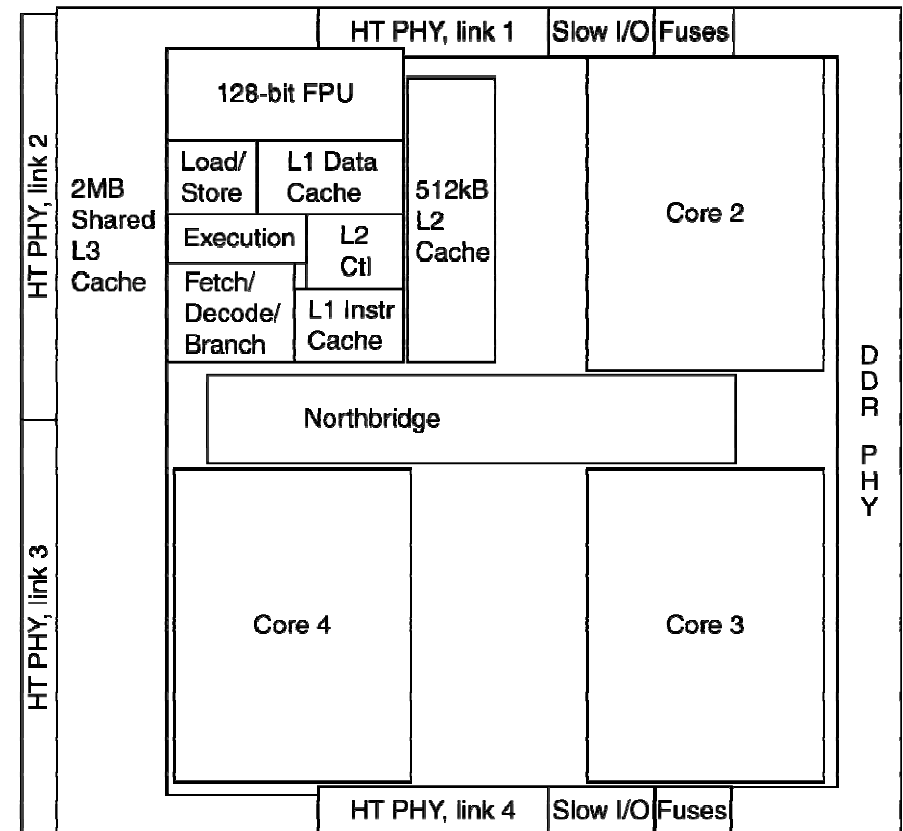 HT PHY, link 1
Slow I/O
Fuses
HT PHY, link 2
2MB
Shared
L3
Cache
128-bit FPU
Load/
Store
L1 Data
Cache
Execution
L2
Ctl
Fetch/
Decode/
Branch
L1 Instr
Cache
512kB
L2
Cache
Core 2
Northbridge
DDR PHY
HT PHY, link 3
Core 4
Core 3
HT PHY, link 4
Slow I/O
Fuses